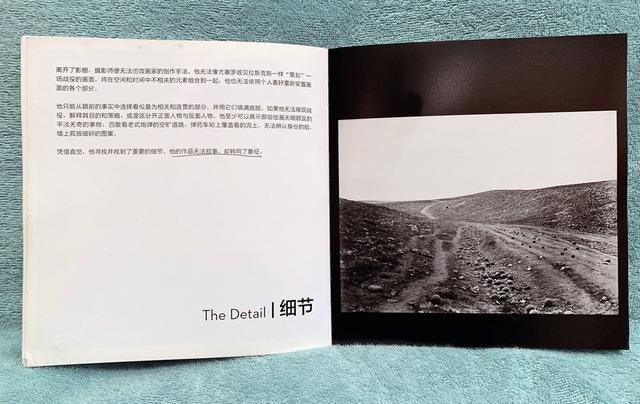 离开了影棚，摄影师便无法仿效画家的创作手法。他无法像尤塞罗或贝拉斯克斯一样“策划”一
场战役的画面，将在空间和时间中不相关的元素组合到一起，他也无法依照个人喜好重新安置画
面的各个部分。
他只能从眼前的事实中选择看似最为相关和连贯的部分，并用它们填满底版。如果他无法展现战
役，解释其目的和策略，或是区分开正面人物与反面人物，他至少可以展示那些绘画无暇顾及的
平淡无奇的事物：四散着老式炮弹的空旷道路，弹药车轮上覆盖着的泥土，无法辨认身份的脸，
墙上孤独破碎的图案。
凭借直觉，他寻找并找到了重要的细节。他的作品无法叙事，却转向了象征。
The Detail | 细节